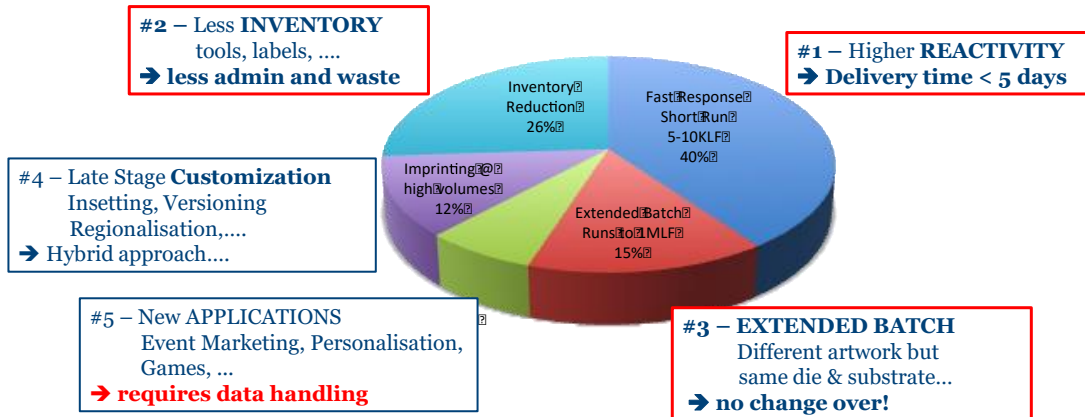 #2 – Less INVENTORY
tools, labels, ....
➔ less admin and waste
#1 – Higher REACTIVITY
➔ Delivery time < 5 days
Inventory
Reduction
26%
Fast Response
Short Run
5-10KLF
40%
#4 – Late Stage Customization
Insetting, Versioning
Regionalisation,....
➔ Hybrid approach....
Imprinting @
high volumes
12%
Extended Batch
Runs to 1MLF
15%
#5 – New APPLICATIONS
Event Marketing, Personalisation,
Games, ...
➔ requires data handling
#3 – EXTENDED BATCH
Different artwork but
same die & substrate...
➔ no change over!